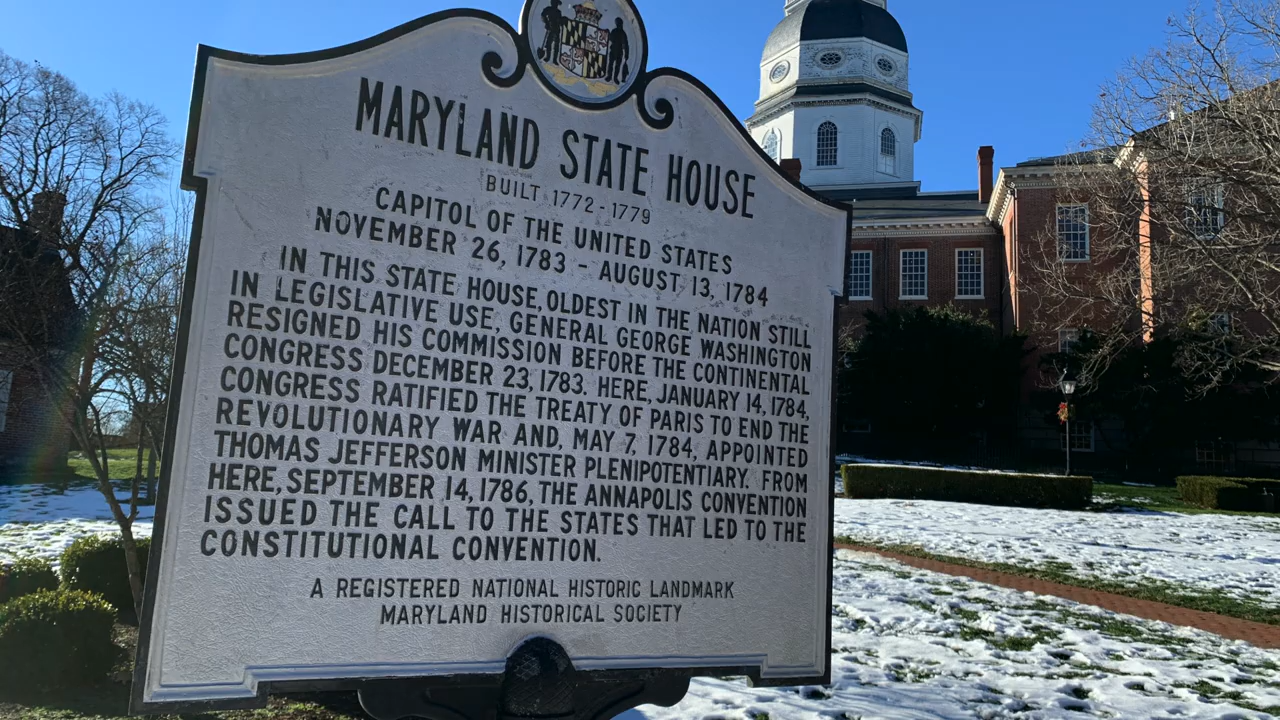 MARYLAND STATE HOUSE
BUILT 1772-1779
CAPITOL OF THE UNITED STATES
NOVEMBER 26, 1783 - AUGUST 13, 1784
IN THIS STATE HOUSE, OLDEST IN THE NATION STILL
IN LEGISLATIVE USE, GENERAL GEORGE WASHINGTON
RESIGNED HIS COMMISSION BEFORE THE CONTINENTAL
CONGRESS DECEMBER 23, 1783. HERE, JANUARY 14, 1784,
CONGRESS RATIFIED THE TREATY OF PARIS TO END THE
REVOLUTIONARY WAR AND, MAY 7, 1784, APPOINTED
THOMAS JEFFERSON MINISTER PLENIPOTENTIARY. FROM
HERE, SEPTEMBER 14, 1786, THE ANNAPOLIS CONVENTION
ISSUED THE CALL TO THE STATES THAT LED TO THE
CONSTITUTIONAL CONVENTION.
A REGISTERED NATIONAL HISTORIC LANDMARK
MARYLAND HISTORICAL SOCIETY